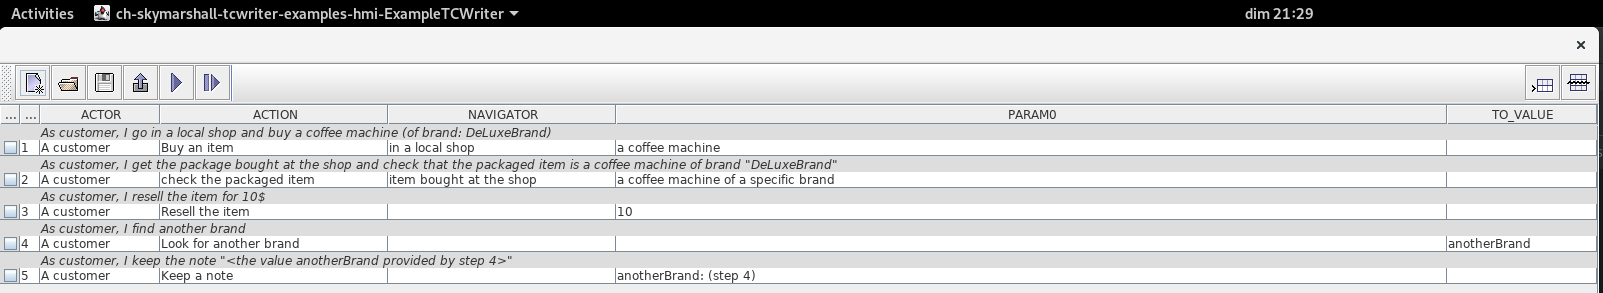 Activities ch-skymarshall-tcwriter-examples-hmi-ExampleTCWriter dim 21:29
... ... ACTOR ACTION NAVIGATOR PARAM0 TO_VALUE
As customer, I go in a local shop and buy a coffee machine (of brand: DeLuxeBrand)
1 A customer Buy an item in a local shop a coffee machine
As customer, I get the package bought at the shop and check that the packaged item is a coffee machine of brand "DeLuxeBrand"
2 A customer check the packaged item item bought at the shop a coffee machine of a specific brand
As customer, I resell the item for 10$
3 A customer Resell the item 10
As customer, I find another brand
4 A customer Look for another brand anotherBrand
As customer, I keep the note "<the value anotherBrand provided by step 4>"
5 A customer Keep a note anotherBrand: (step 4)